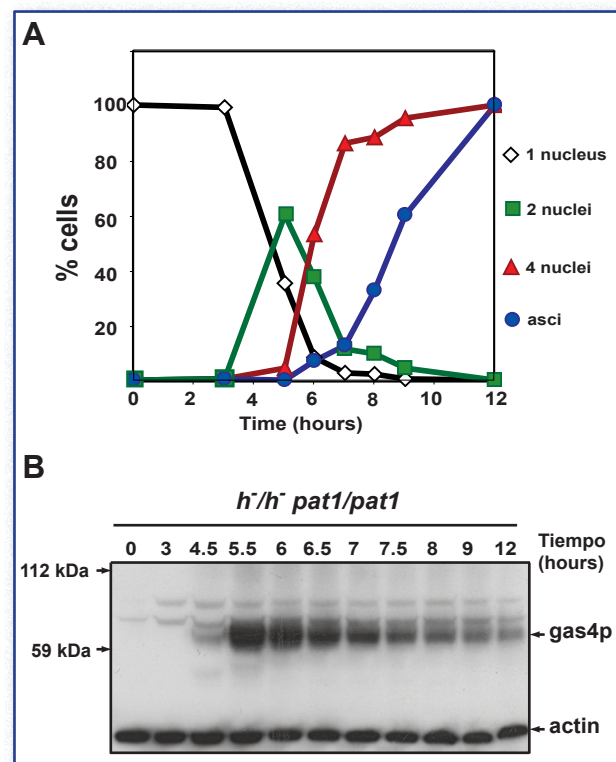 A
100
80
60
40
20
% cells
0 2 4 6 8 10 12
Time (hours)
1 nucleus
2 nuclei
4 nuclei
asci
B
h-/h- pat1/pat1
0 3 4.5 5.5 6 6.5 7 7.5 8 9 12
Tiempo
(hours)
112 kDa
59 kDa
gas4p
actin